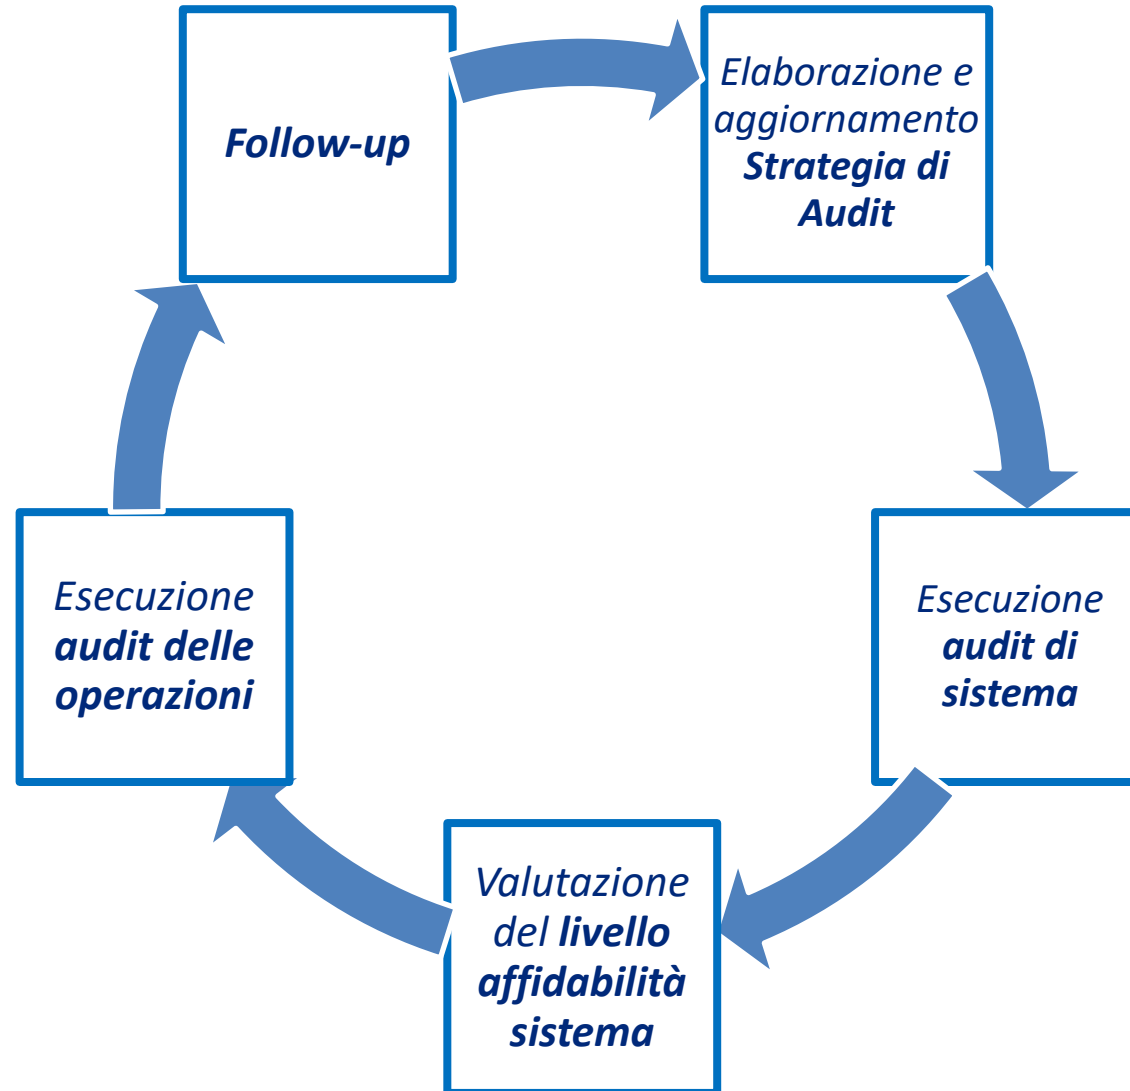 Follow-up
Elaborazione e
aggiornamento
Strategia di
Audit
Esecuzione
audit di
sistema
Valutazione
del livello
affidabilità
sistema
Esecuzione
audit delle
operazioni